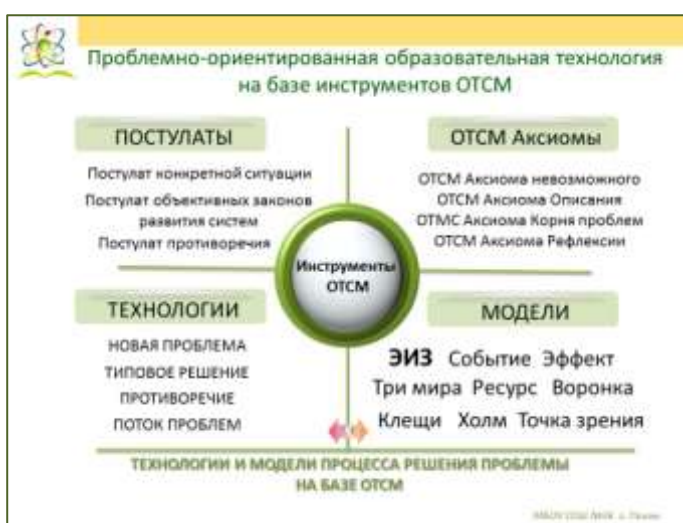 Проблемно-ориентированная образовательная технология
на базе инструментов ОТСМ
ПОСТУЛАТЫ
Постулат конкретной ситуации
Постулат объективных законов
развития систем
Постулат противоречия
ОТСМ Аксиомы
ОТСМ Аксиома невозможного
ОТСМ Аксиома Описания
ОТМС Аксиома Корня проблем
ОТСМ Аксиома Рефлексии
Инструменты
ОТСМ
ТЕХНОЛОГИИ
НОВАЯ ПРОБЛЕМА
ТИПОВОЕ РЕШЕНИЕ
ПРОТИВОРЕЧИЕ
ПОТОК ПРОБЛЕМ
МОДЕЛИ
ЭИЗ Событие Эффект
Три мира Ресурс Воронка
Клещи Холм Точка зрения
ТЕХНОЛОГИИ И МОДЕЛИ ПРОЦЕССА РЕШЕНИЯ ПРОБЛЕМЫ
НА БАЗЕ ОТСМ